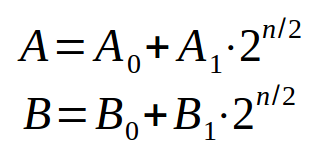 A = A₀ + A₁·2^{n/2}
B = B₀ + B₁·2^{n/2}